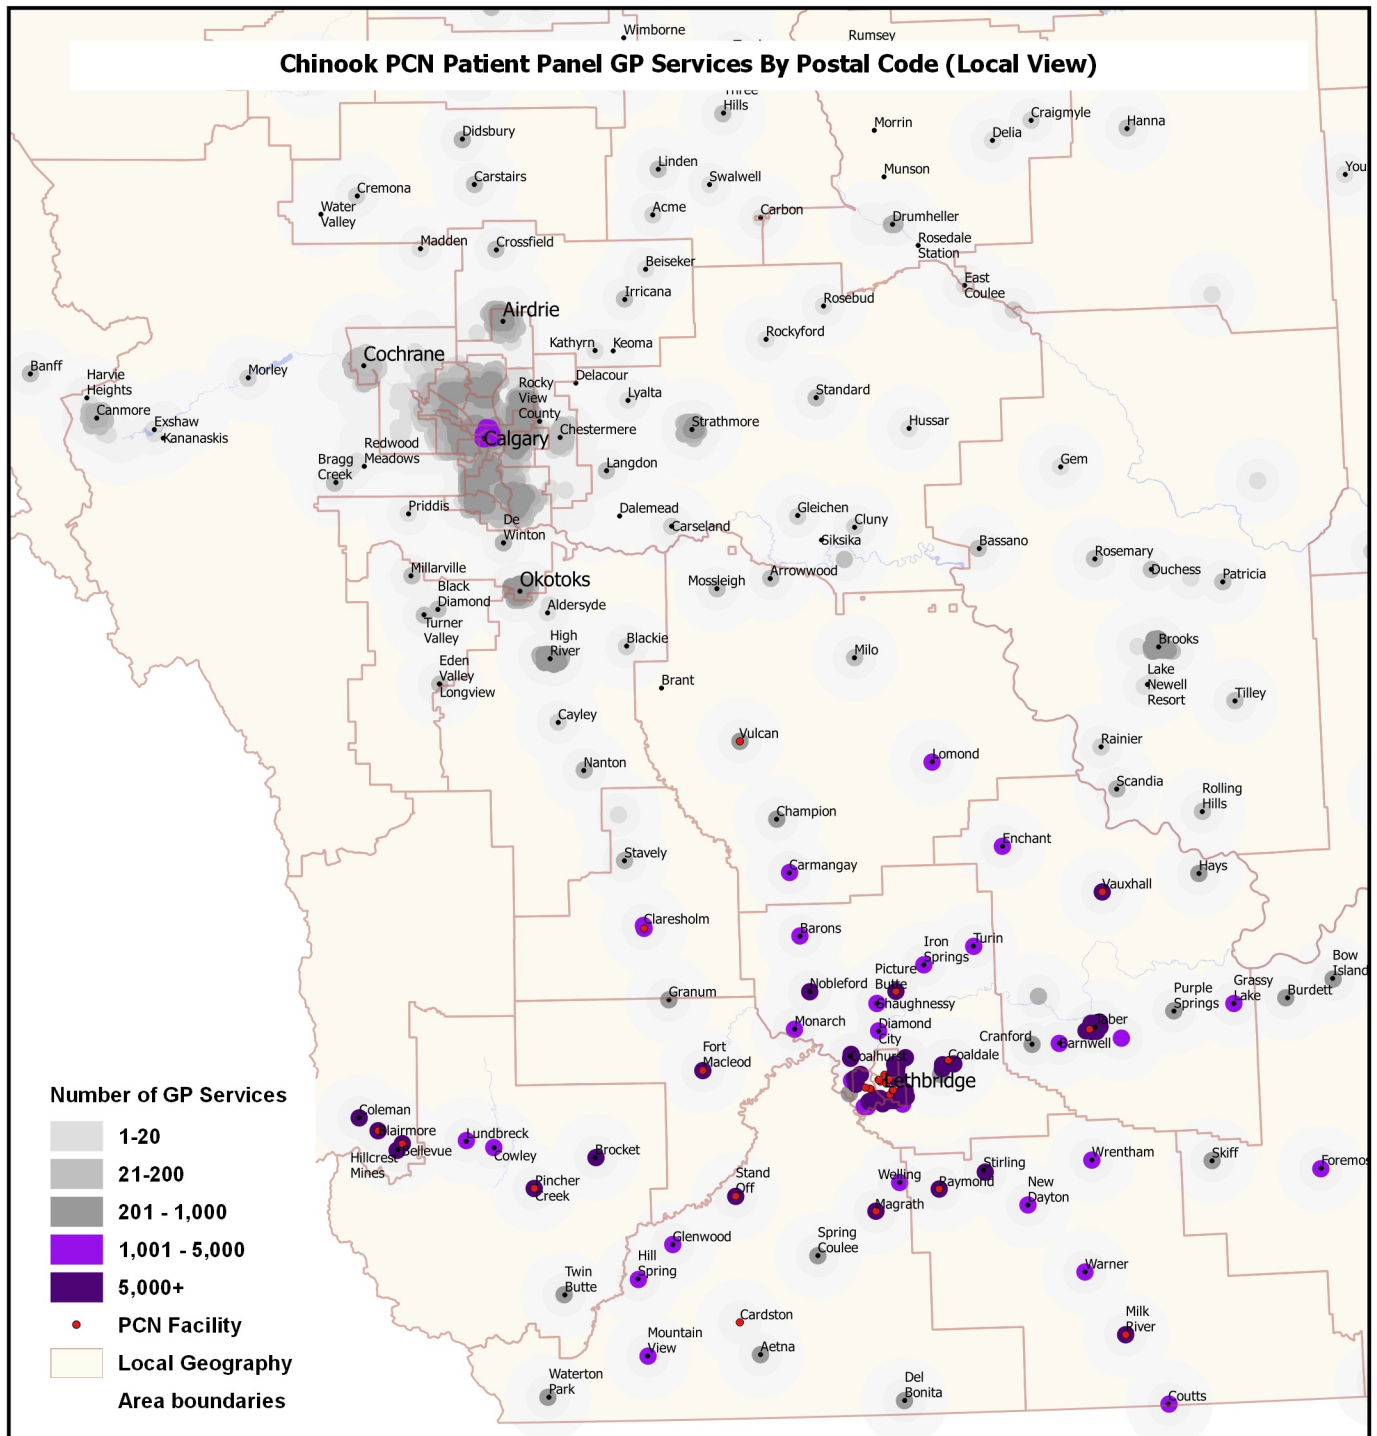 Wimborne
Rumsey
Chinook PCN Patient Panel GP Services By Postal Code (Local View)
Three
Hills
Craigmyle
Hanna
Morrin
Delia
Didsbury
Linden
Munson
You
Carstairs
Swalwell
Cremona
Water
Valley
Acme
Carbon
Drumheller
Rosedale
Station
Madden
Crossfield
Beiseker
East
Coulee
Irricana
Rosebud
Airdrie
Rockyford
Kathyrn
Keoma
Cochrane
Banff
Harvie
Heights
Morley
Delacour
Rocky
View
County
Lyalta
Standard
Canmore
Exshaw
Kananaskis
Chestermere
Strathmore
Hussar
Calgary
Redwood
Meadows
Bragg
Creek
Langdon
Gem
Priddis
Dalemead
Gleichen
Cluny
De
Winton
Carseland
Siksika
Bassano
Rosemary
Duchess
Patricia
Millarville
Black
Diamond
Okotoks
Mossleigh
Arrowwood
Aldersyde
Turner
Valley
High
River
Blackie
Milo
Brooks
Eden
Valley
Longview
Brant
Lake
Newell
Resort
Tilley
Cayley
Vulcan
Rainier
Lomond
Nanton
Scandia
Rolling
Hills
Champion
Enchant
Stavely
Carmangay
Hays
Vauxhall
Claresholm
Barons
Iron
Springs
Turin
Bow
Island
Picture
Butte
Nobleford
Granum
Shaughnessy
Purple
Springs
Grassy
Lake
Burdett
Monarch
Diamond
City
Cranford
Taber
Barnwell
Fort
Macleod
Coalhurst
Coaldale
Lethbridge
Number of GP Services
1-20
21-200
201 - 1,000
1,001 - 5,000
5,000+
PCN Facility
Local Geography
Area boundaries
Coleman
Blairmore
Bellevue
Hillcrest
Mines
Lundbreck
Cowley
Brocket
Pincher
Creek
Stand
Off
Welling
Raymond
Stirling
Wrentham
Skiff
Foremos
Magrath
New
Dayton
Glenwood
Spring
Coulee
Hill
Spring
Twin
Butte
Warner
Cardston
Milk
River
Mountain
View
Aetna
Waterton
Park
Del
Bonita
Coutts